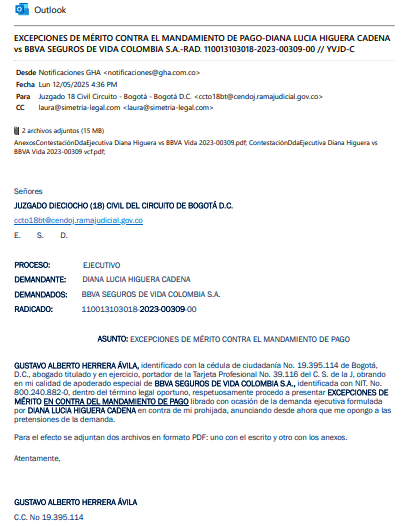 Outlook
EXCEPCIONES DE MÉRITO CONTRA EL MANDAMIENTO DE PAGO-DIANA LUCIA HIGUERA CADENA
vs BBVA SEGUROS DE VIDA COLOMBIA S.A.-RAD. 110013103018-2023-00309-00 // YVJD-C
Desde Notificaciones GHA <notificaciones@gha.com.co>
Fecha Lun 12/05/2025 4:36 PM
Para Juzgado 18 Civil Circuito - Bogotá - Bogotá D.C. <ccto18bt@cendoj.ramajudicial.gov.co>
CC laura@simetria-legal.com <laura@simetria-legal.com>
2 archivos adjuntos (15 MB)
AnexosContestaciónDdaEjecutiva Diana Higuera vs BBVA Vida 2023-00309.pdf; ContestaciónDdaEjecutiva Diana Higuera vs
BBVA Vida 2023-00309 vcf.pdf;
Señores
JUZGADO DIECIOCHO (18) CIVIL DEL CIRCUITO DE BOGOTÁ D.C.
ccto18bt@cendoj.ramajudicial.gov.co
E. S. D.
PROCESO: EJECUTIVO
DEMANDANTE: DIANA LUCIA HIGUERA CADENA
DEMANDADOS: BBVA SEGUROS DE VIDA COLOMBIA S.A.
RADICADO: 110013103018-2023-00309-00
ASUNTO: EXCEPCIONES DE MÉRITO CONTRA EL MANDAMIENTO DE PAGO
GUSTAVO ALBERTO HERRERA ÁVILA, identificado con la cédula de ciudadanía No. 19.395.114 de Bogotá,
D.C., abogado titulado y en ejercicio, portador de la Tarjeta Profesional No. 39.116 del C. S. de la J, obrando
en mi calidad de apoderado especial de BBVA SEGUROS DE VIDA COLOMBIA S.A., identificada con NIT. No.
800.240.882-0, dentro del término legal oportuno, respetuosamente procedo a presentar EXCEPCIONES DE
MÉRITO EN CONTRA DEL MANDAMIENTO DE PAGO librado con ocasión de la demanda ejecutiva formulada
por DIANA LUCIA HIGUERA CADENA en contra de mi prohijada, anunciando desde ahora que me opongo a las
pretensiones de la demanda.
Para el efecto se adjuntan dos archivos en formato PDF: uno con el escrito y otro con los anexos.
Atentamente,
GUSTAVO ALBERTO HERRERA ÁVILA
C.C. No 19.395.114